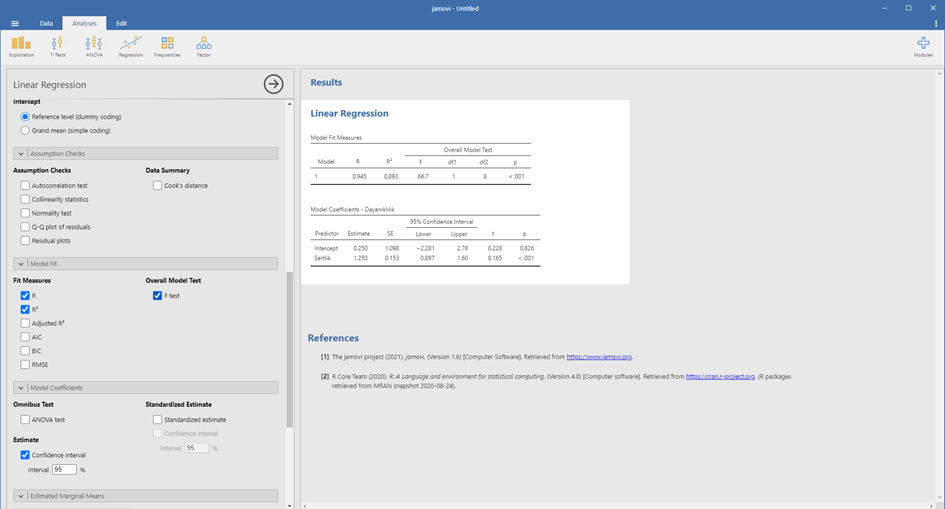 jamovi - Untitled
Data Analyses Edit
Exploration T-Tests ANOVA Regression Frequencies Factor Modules
Linear Regression
Intercept
Reference level (dummy coding)
Grand mean (simple coding)
Assumption Checks
Assumption Checks Data Summary
Autocorrelation test Cook's distance
Collinearity statistics
Normality test
Q-Q plot of residuals
Residual plots
Model Fit
Fit Measures Overall Model Test
R F test
R²
Adjusted R²
AIC
BIC
RMSE
Model Coefficients
Omnibus Test Standardized Estimate
ANOVA test Standardized estimate
Confidence interval
Interval 95 %
Estimate
Confidence interval
Interval 95 %
Estimated Marginal Means
Results
Linear Regression
Model Fit Measures
Overall Model Test
Model R R² F df1 df2 p
1 0.945 0.893 66.7 1 8 < .001
Model Coefficients - Dayanıklılık
95% Confidence Interval
Predictor Estimate SE Lower Upper t p
Intercept 0.250 1.098 −2.281 2.78 0.228 0.826
Sertlik 1.250 0.153 0.897 1.60 8.165 < .001
References
[1] The jamovi project (2021). jamovi. (Version 1.6) [Computer Software]. Retrieved from https://www.jamovi.org.
[2] R Core Team (2020). R: A Language and environment for statistical computing. (Version 4.0) [Computer software]. Retrieved from https://cran.r-project.org. (R packages
retrieved from MRAN snapshot 2020-08-24).